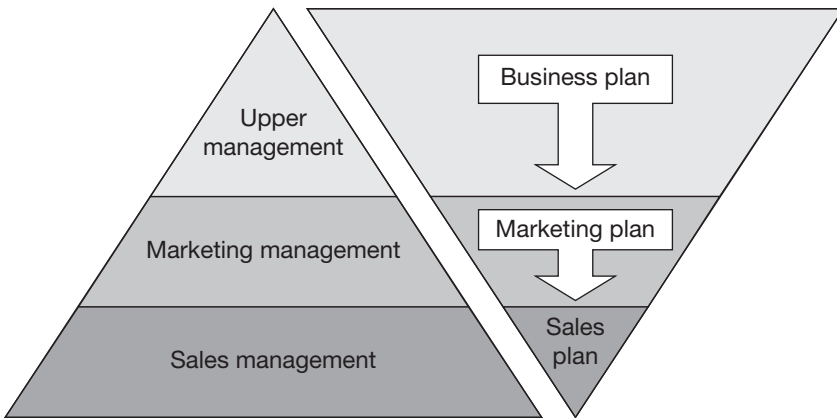 Upper
management
Marketing management
Sales management
Business plan
Marketing plan
Sales
plan